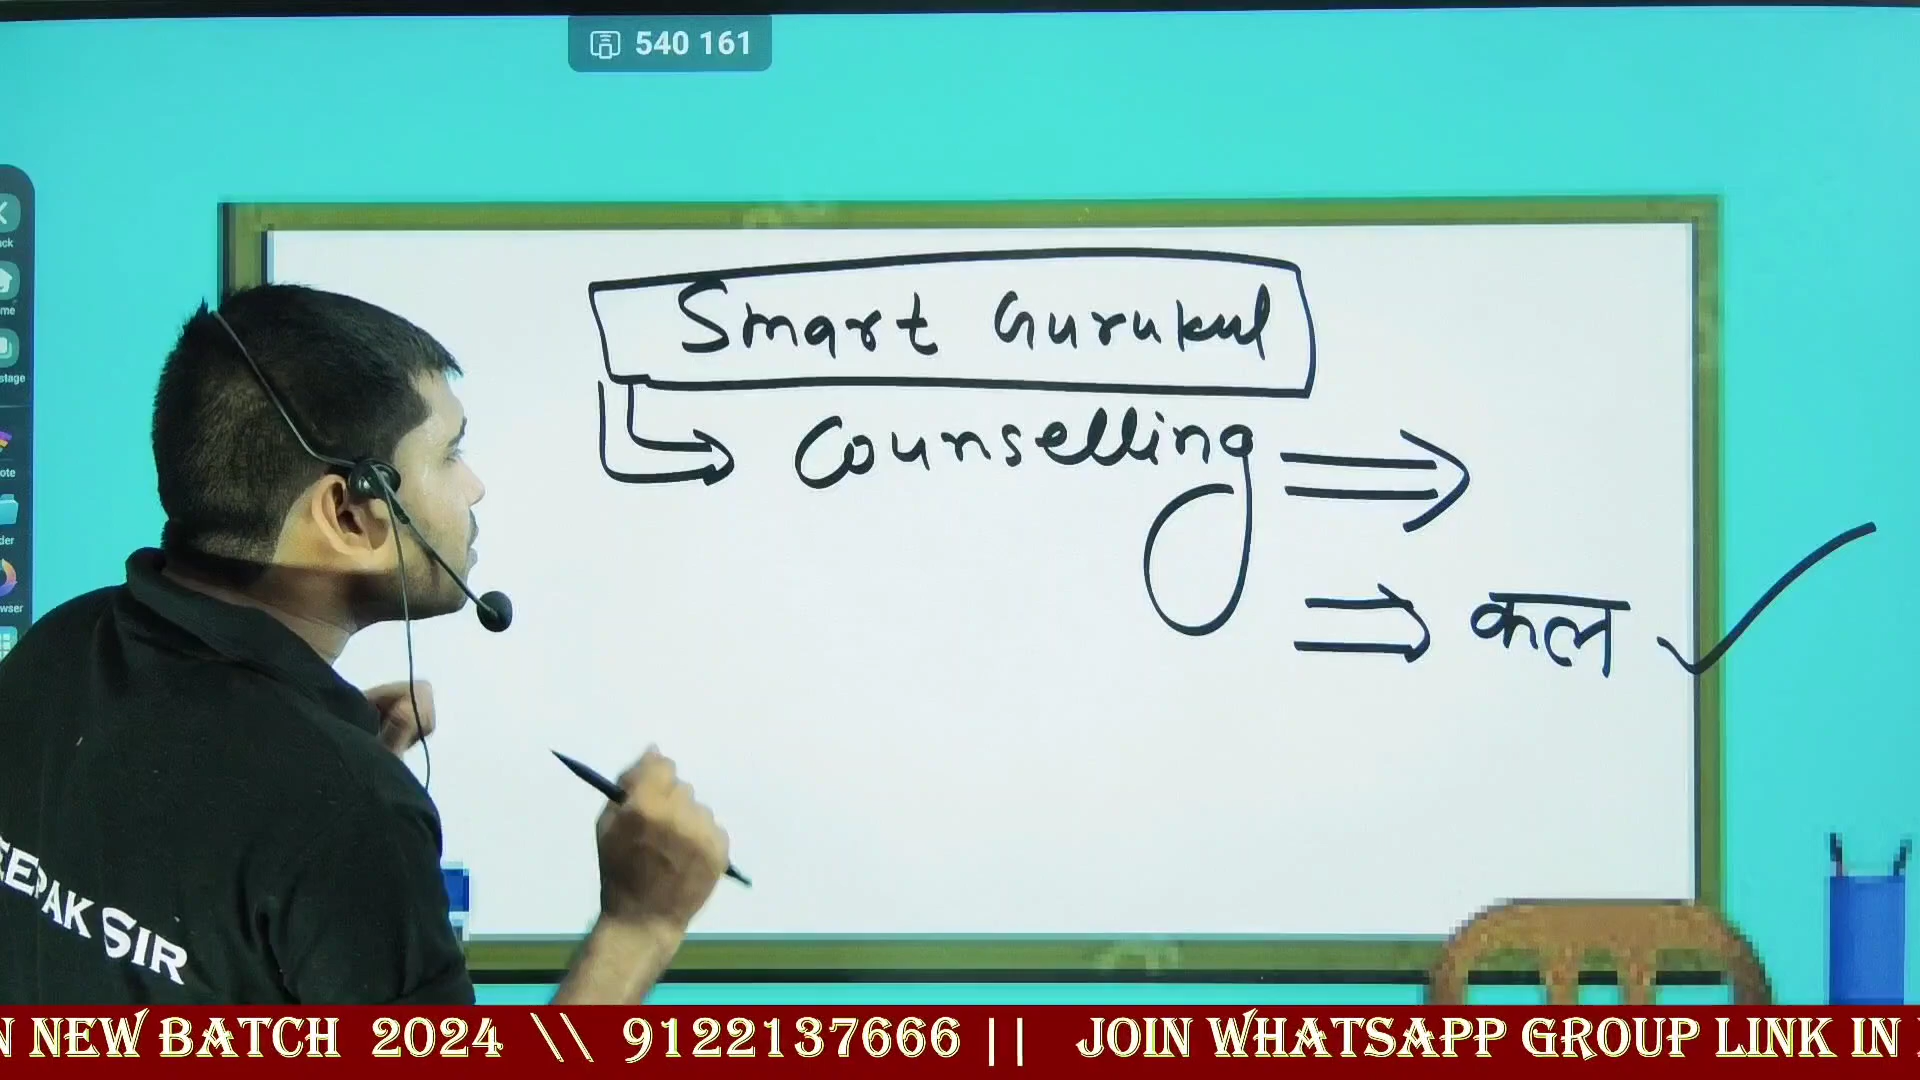 540 161
Smart Gurukul
Counselling
कल
EEPAK SIR
N NEW BATCH 2024 \\ 9122137666 || JOIN WHATSAPP GROUP LINK IN